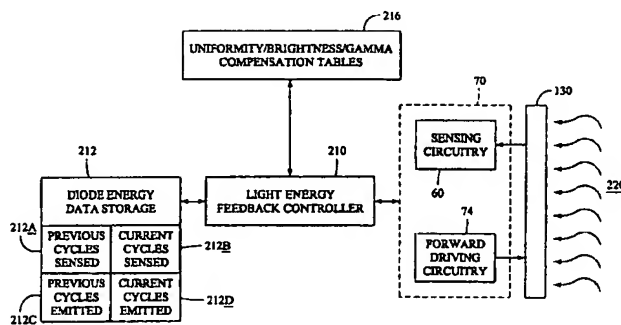 216
UNIFORMITY/BRIGHTNESS/GAMMA
COMPENSATION TABLES
70
130
212
210
SENSING
CIRCUITRY
60
220
DIODE ENERGY
DATA STORAGE
LIGHT ENERGY
FEEDBACK CONTROLLER
74
212A
PREVIOUS
CYCLES
SENSED
CURRENT
CYCLES
SENSED
212B
FORWARD
DRIVING
CIRCUITRY
212C
PREVIOUS
CYCLES
EMITTED
CURRENT
CYCLES
EMITTED
212D